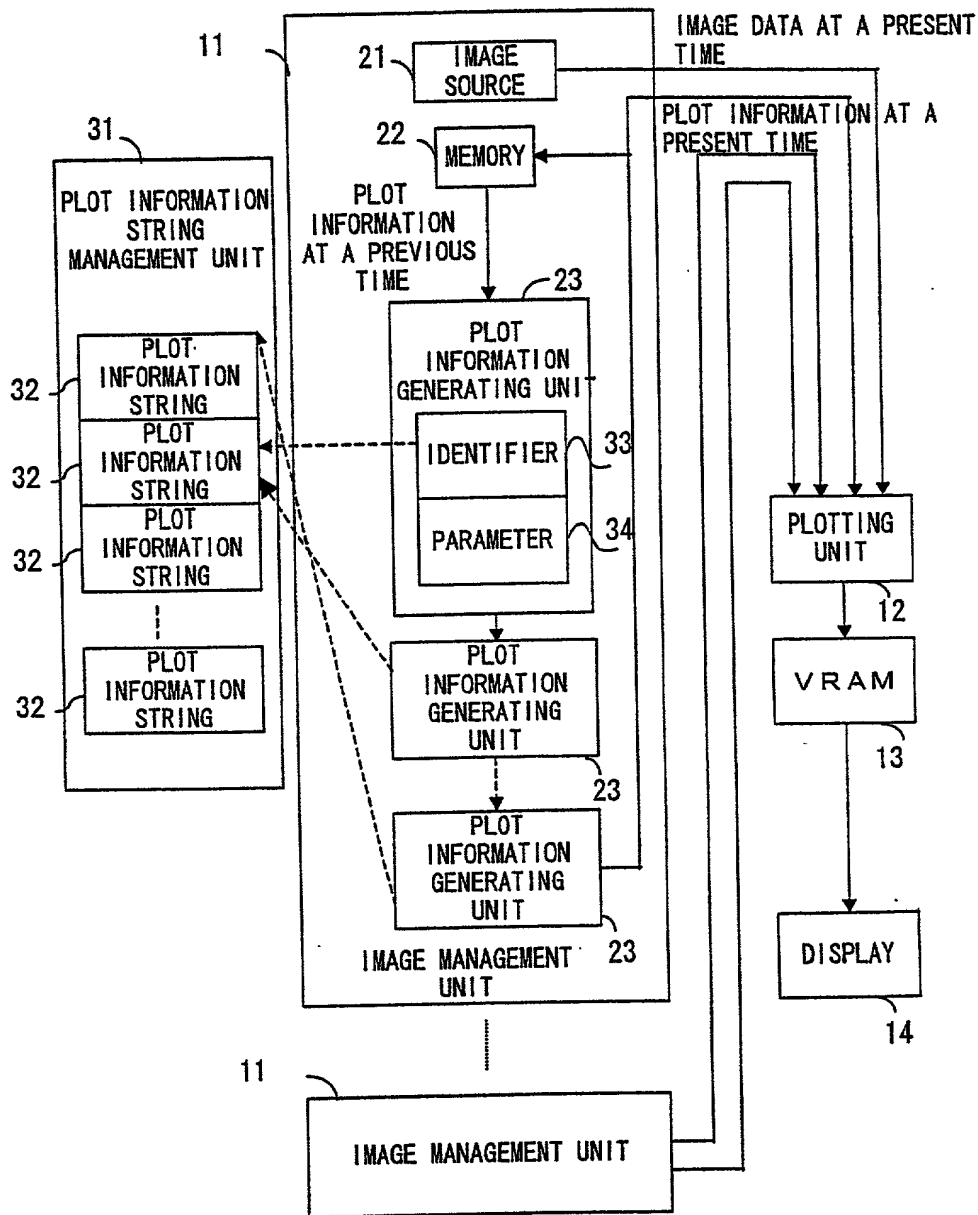 11
21
IMAGE
SOURCE
IMAGE DATA AT A PRESENT
TIME
PLOT INFORMATION AT A
PRESENT TIME
22
MEMORY
PLOT
INFORMATION
AT A PREVIOUS
TIME
31
PLOT INFORMATION
STRING
MANAGEMENT UNIT
32
PLOT
INFORMATION
STRING
32
PLOT
INFORMATION
STRING
32
PLOT
INFORMATION
STRING
32
PLOT
INFORMATION
STRING
23
PLOT
INFORMATION
GENERATING UNIT
IDENTIFIER
33
PARAMETER
34
PLOT
INFORMATION
GENERATING
UNIT
23
PLOT
INFORMATION
GENERATING
UNIT
23
IMAGE MANAGEMENT
UNIT
PLOTTING
UNIT
12
VRAM
13
DISPLAY
14
11
IMAGE MANAGEMENT UNIT